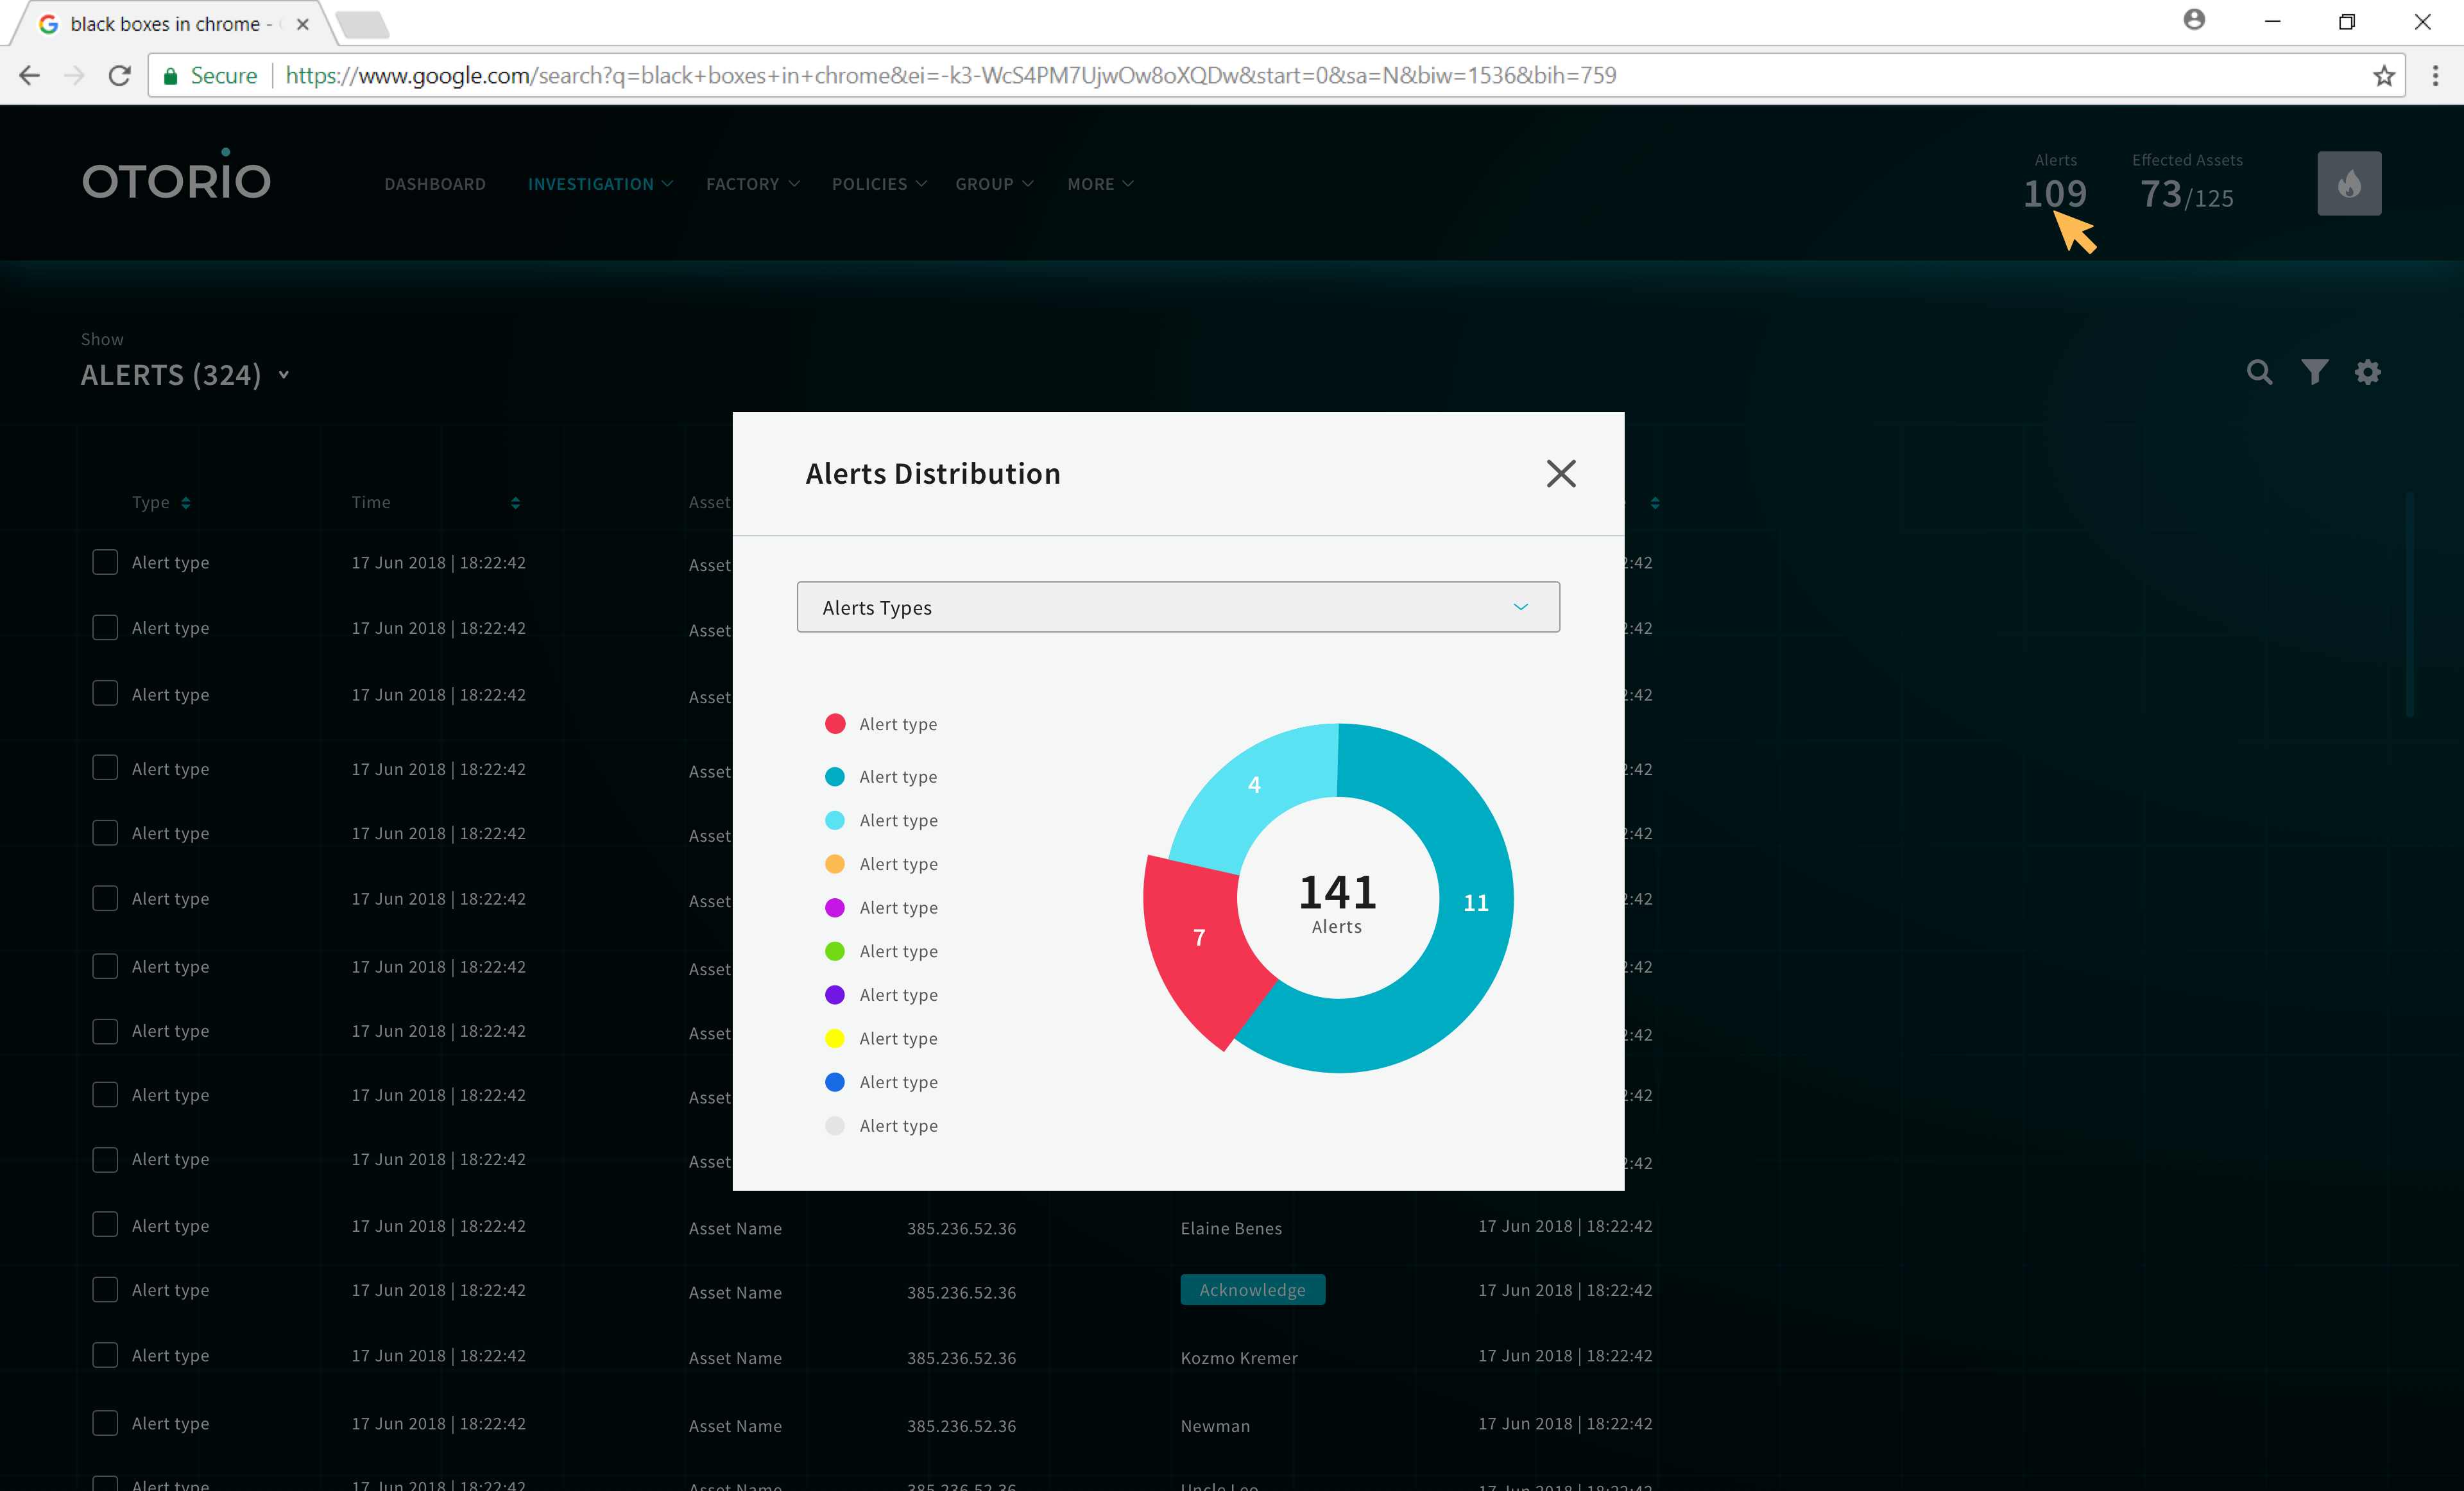 black boxes in chrome -
Secure https://www.google.com/search?q=black+boxes+in+chrome&ei=-k3-WcS4PM7UjwOw8oXQDw&start=0&sa=N&biw=1536&bih=759
OTORIO DASHBOARD INVESTIGATION FACTORY POLICIES GROUP MORE
Alerts Effected Assets
109 73/125
Show
ALERTS (324)
Type Time Asset
Alert type 17 Jun 2018 | 18:22:42 Asset 2:42
Alert type 17 Jun 2018 | 18:22:42 Asset 2:42
Alert type 17 Jun 2018 | 18:22:42 Asset 2:42
Alert type 17 Jun 2018 | 18:22:42 Asset 2:42
Alert type 17 Jun 2018 | 18:22:42 Asset 2:42
Alert type 17 Jun 2018 | 18:22:42 Asset 2:42
Alert type 17 Jun 2018 | 18:22:42 Asset 2:42
Alert type 17 Jun 2018 | 18:22:42 Asset 2:42
Alert type 17 Jun 2018 | 18:22:42 Asset 2:42
Alert type 17 Jun 2018 | 18:22:42 Asset 2:42
Alerts Distribution
Alerts Types
Alert type
Alert type
Alert type
Alert type
Alert type
Alert type
Alert type
Alert type
Alert type
Alert type
4
11
7
141
Alerts
Alert type 17 Jun 2018 | 18:22:42 Asset Name 385.236.52.36 Elaine Benes 17 Jun 2018 | 18:22:42
Alert type 17 Jun 2018 | 18:22:42 Asset Name 385.236.52.36 Acknowledge 17 Jun 2018 | 18:22:42
Alert type 17 Jun 2018 | 18:22:42 Asset Name 385.236.52.36 Kozmo Kremer 17 Jun 2018 | 18:22:42
Alert type 17 Jun 2018 | 18:22:42 Asset Name 385.236.52.36 Newman 17 Jun 2018 | 18:22:42
Alert type 17 Jun 2018 | 18:22:42 Asset Name 385.236.52.36 Uncle Leo 17 Jun 2018 | 18:22:42